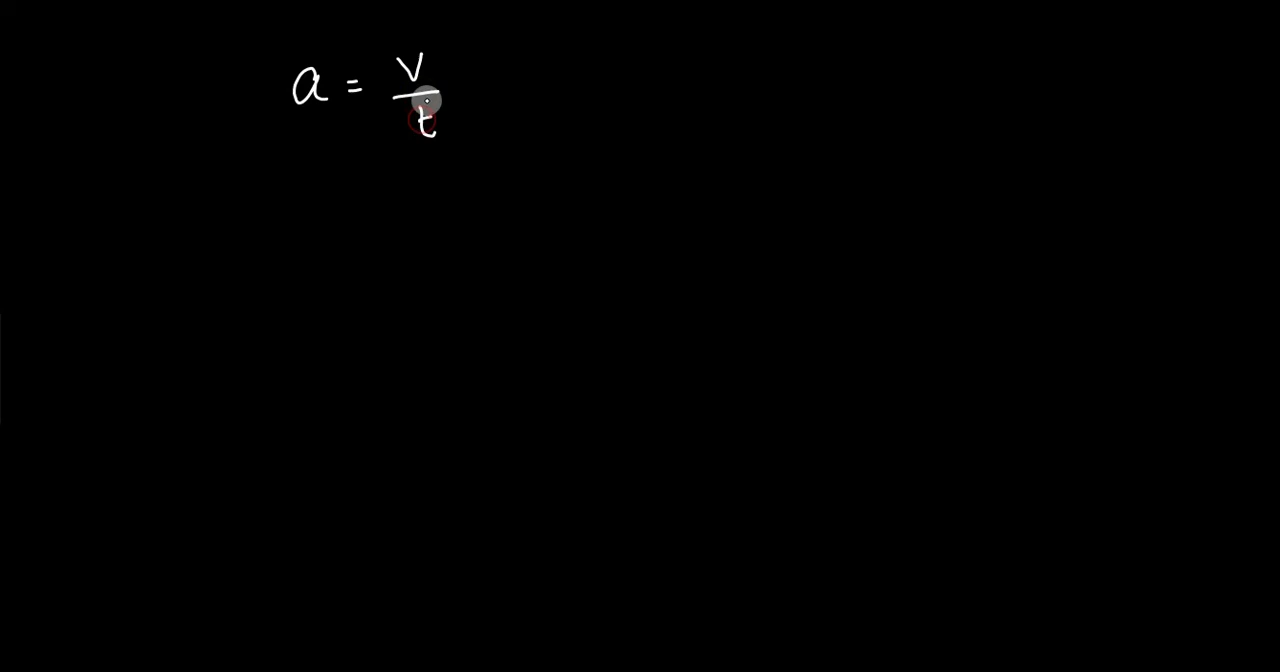 a = v/t